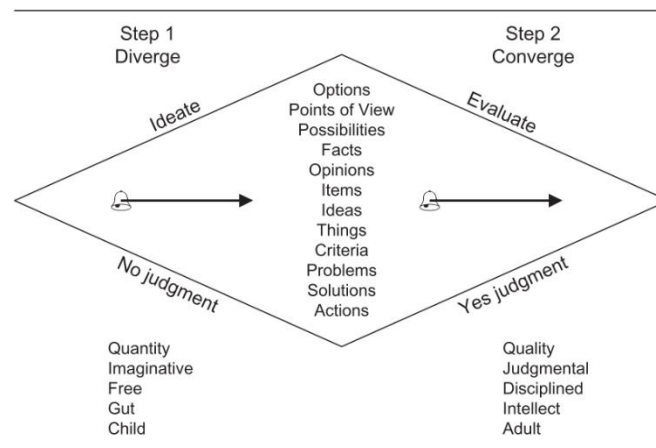 Step 1
Diverge
Step 2
Converge
Ideate
Evaluate
Options
Points of View
Possibilities
Facts
Opinions
Items
Ideas
Things
Criteria
Problems
Solutions
Actions
No judgment
Yes judgment
Quantity
Imaginative
Free
Gut
Child
Quality
Judgmental
Disciplined
Intellect
Adult